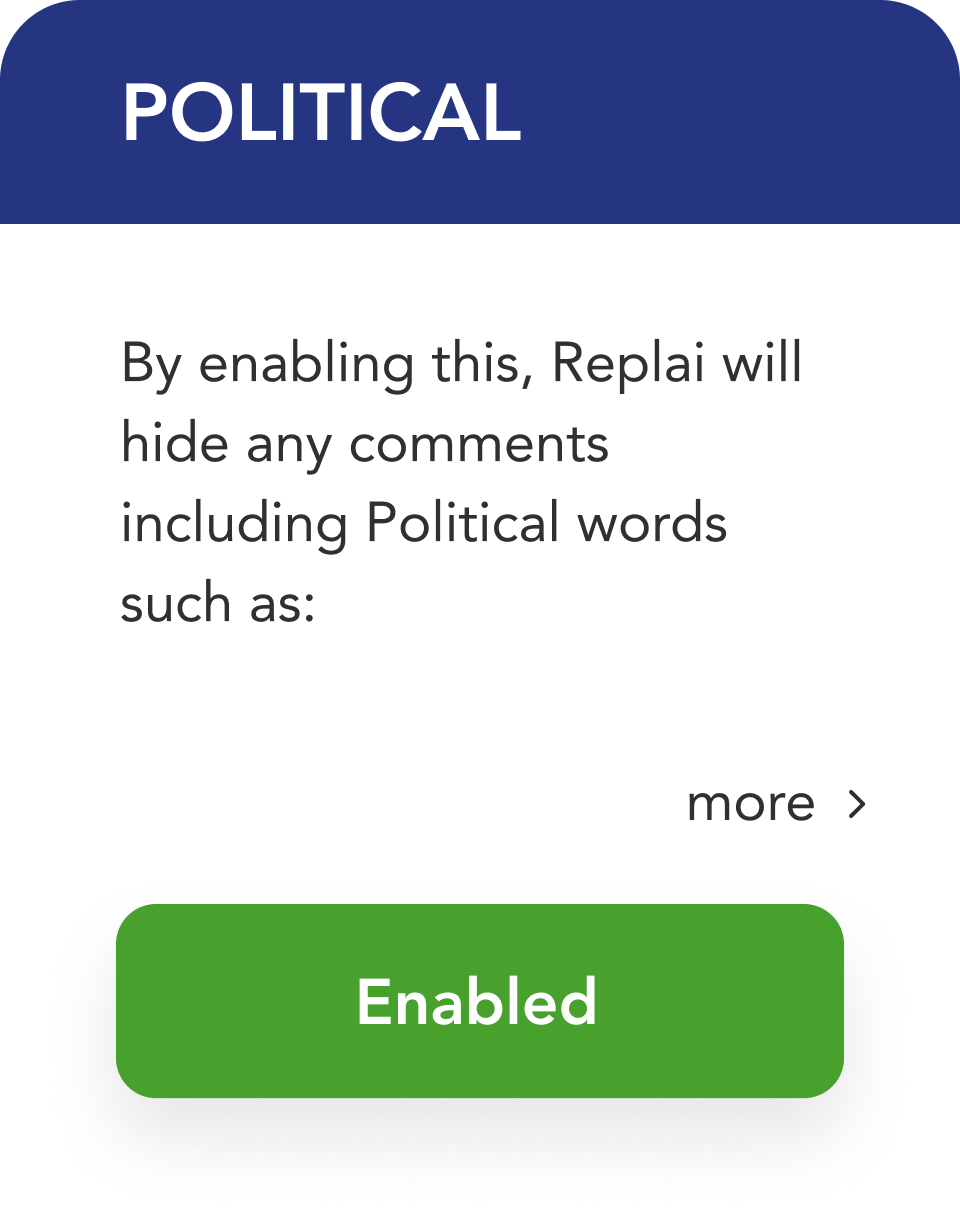 POLITICAL
By enabling this, Replai will
hide any comments
including Political words
such as:
more
Enabled